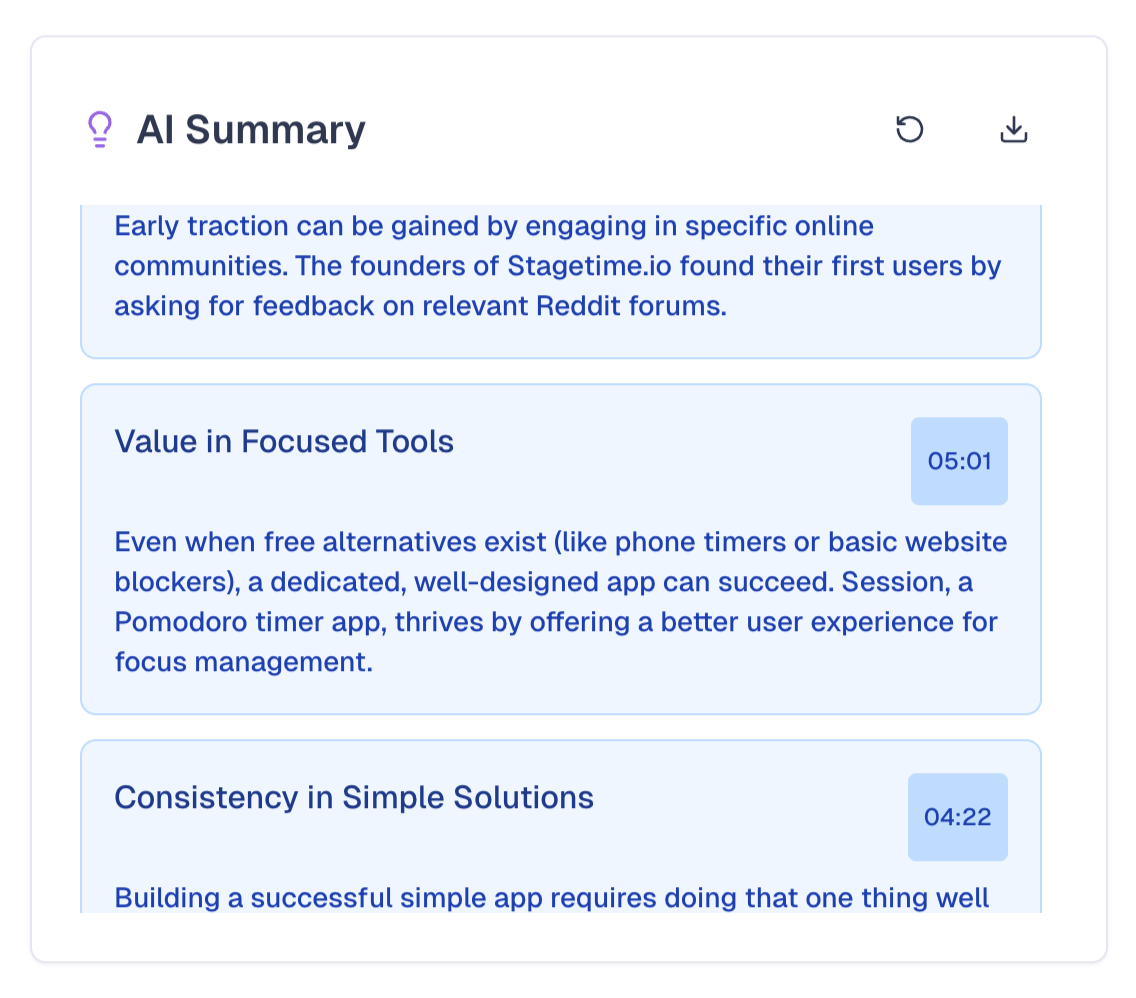 AI Summary
Early traction can be gained by engaging in specific online
communities. The founders of Stagetime.io found their first users by
asking for feedback on relevant Reddit forums.
Value in Focused Tools
05:01
Even when free alternatives exist (like phone timers or basic website
blockers), a dedicated, well-designed app can succeed. Session, a
Pomodoro timer app, thrives by offering a better user experience for
focus management.
Consistency in Simple Solutions
04:22
Building a successful simple app requires doing that one thing well